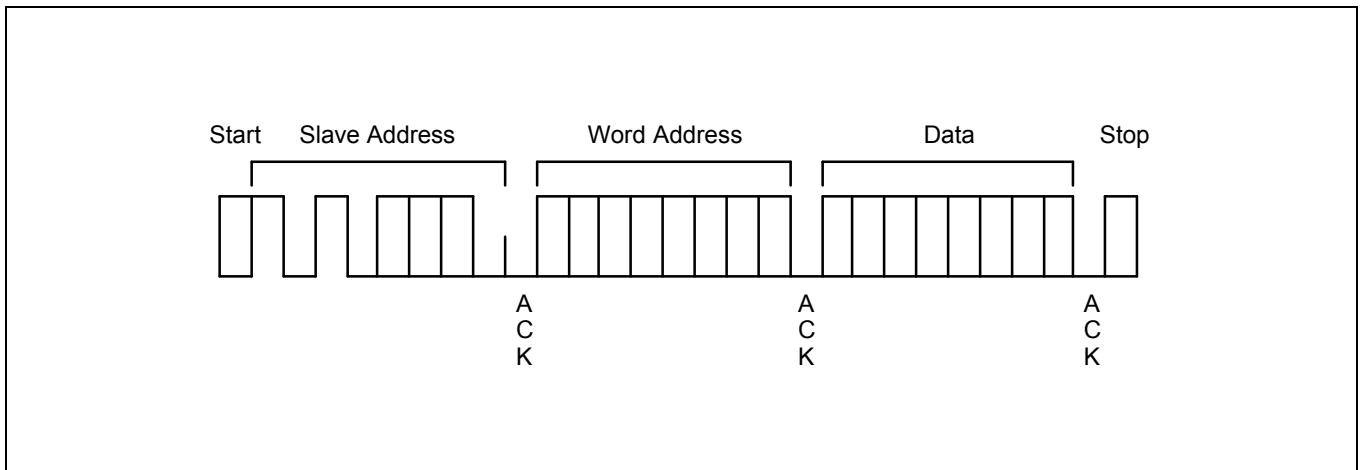 Start Slave Address Word Address Data Stop
A A A
C C C
K K K